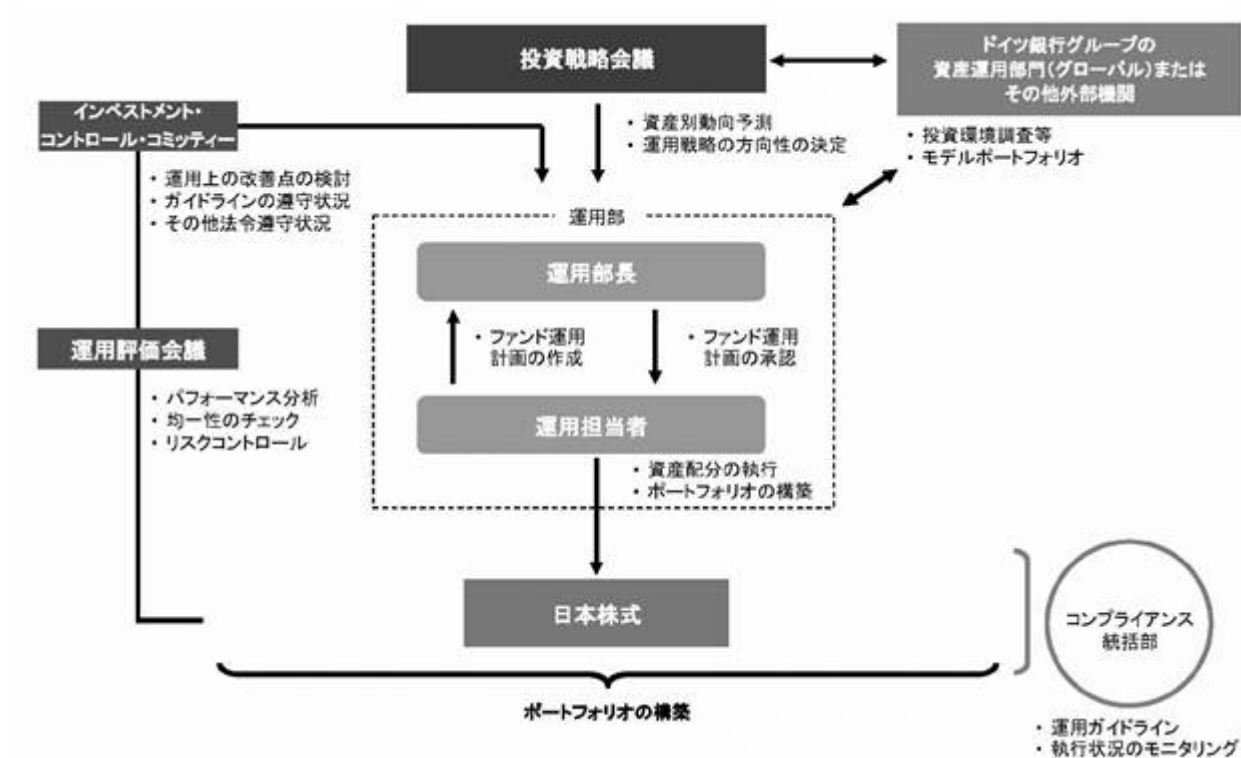 投資戦略会議
ドイツ銀行グループの
資産運用部門(グローバル)または
その他外部機関
インベストメント・
コントロール・コミッティー
・資産別動向予測
・運用戦略の方向性の決定
・投資環境調査等
・モデルポートフォリオ
・運用上の改善点の検討
・ガイドラインの遵守状況
・その他法令遵守状況
運用部
運用部長
・ファンド運用
計画の作成
・ファンド運用
計画の承認
運用評価会議
・パフォーマンス分析
・均一性のチェック
・リスクコントロール
運用担当者
・資産配分の執行
・ポートフォリオの構築
日本株式
コンプライアンス
統括部
ポートフォリオの構築
・運用ガイドライン
・執行状況のモニタリング